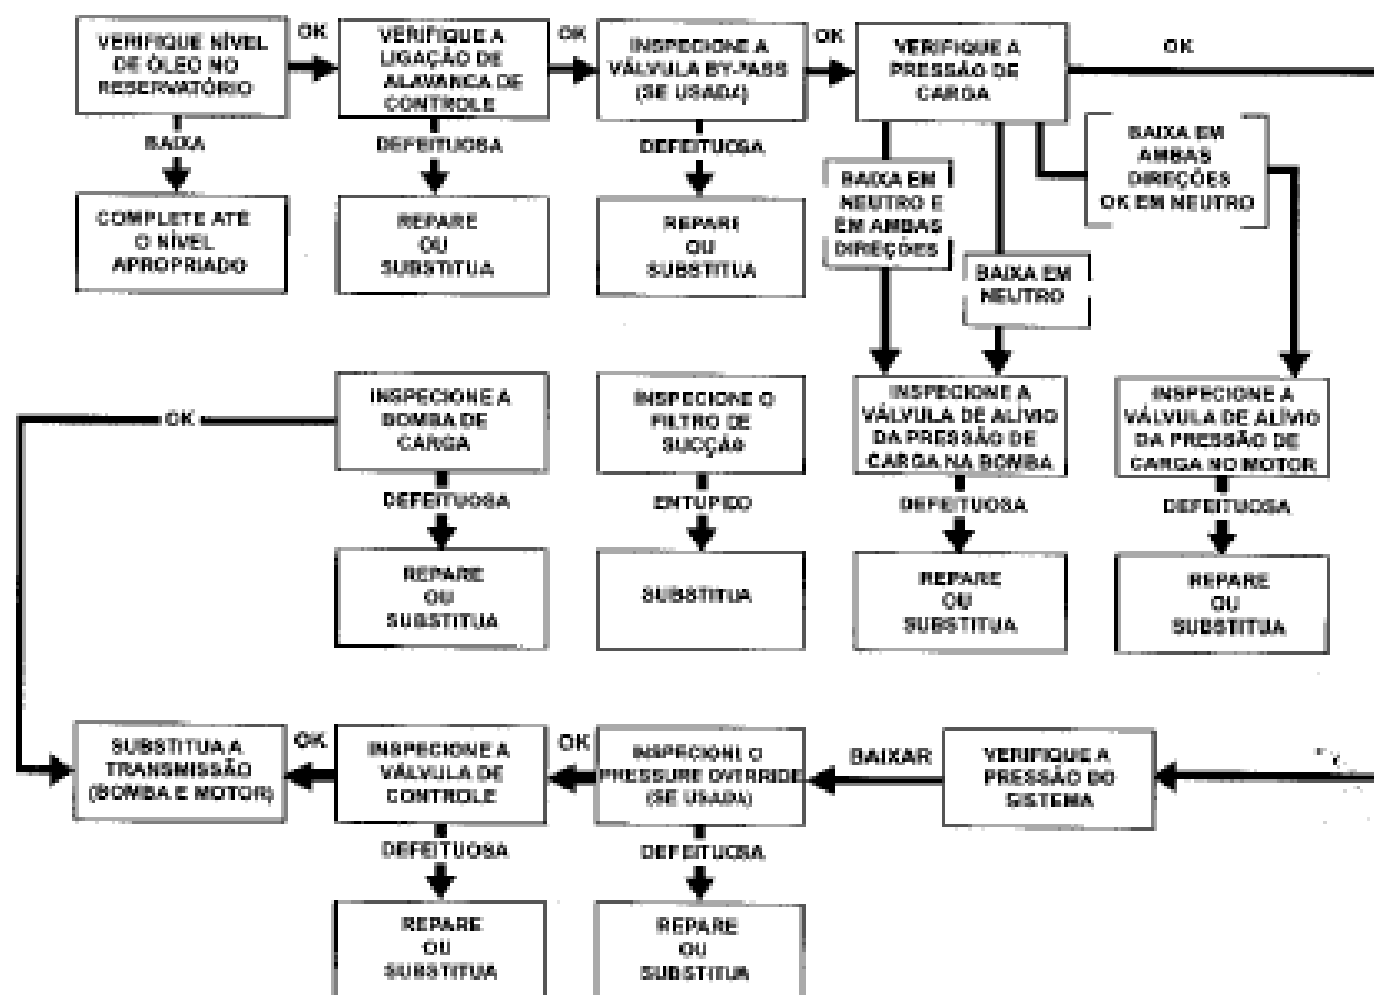 VERIFIQUE NÍVEL
DE ÓLEO NO
RESERVATÓRIO
OK
VERIFIQUE A
LIGAÇÃO DE
ALAVANCA DE
CONTROLE
OK
INSPECIONE A
VÁLVULA BY-PASS
(SE USADA)
OK
VERIFIQUE A
PRESSÃO DE
CARGA
OK
BAIXA
DEFEITUOSA
DEFEITUOSA
BAIXA EM
NEUTRO E
EM AMBAS
DIREÇÕES
BAIXA EM
NEUTRO
BAIXA EM
AMBAS
DIREÇÕES
OK EM NEUTRO
COMPLETE ATÉ
O NÍVEL
APROPRIADO
REPARE
OU
SUBSTITUA
REPARE
OU
SUBSTITUA
OK
INSPECIONE A
BOMBA DE
CARGA
INSPECIONE O
FILTRO DE
SUCÇÃO
INSPECIONE A
VÁLVULA DE ALÍVIO
DA PRESSÃO DE
CARGA NA BOMBA
INSPECIONE A
VÁLVULA DE ALÍVIO
DA PRESSÃO DE
CARGA NO MOTOR
DEFEITUOSA
ENTUPIDO
DEFEITUOSA
DEFEITUOSA
REPARE
OU
SUBSTITUA
SUBSTITUA
REPARE
OU
SUBSTITUA
REPARE
OU
SUBSTITUA
SUBSTITUA A
TRANSMISSÃO
(BOMBA E MOTOR)
OK
INSPECIONE A
VÁLVULA DE
CONTROLE
OK
INSPECIONE O
PRESSURE OVERRIDE
(SE USADA)
BAIXAR
VERIFIQUE A
PRESSÃO DO
SISTEMA
DEFEITUOSA
DEFEITUOSA
REPARE
OU
SUBSTITUA
REPARE
OU
SUBSTITUA